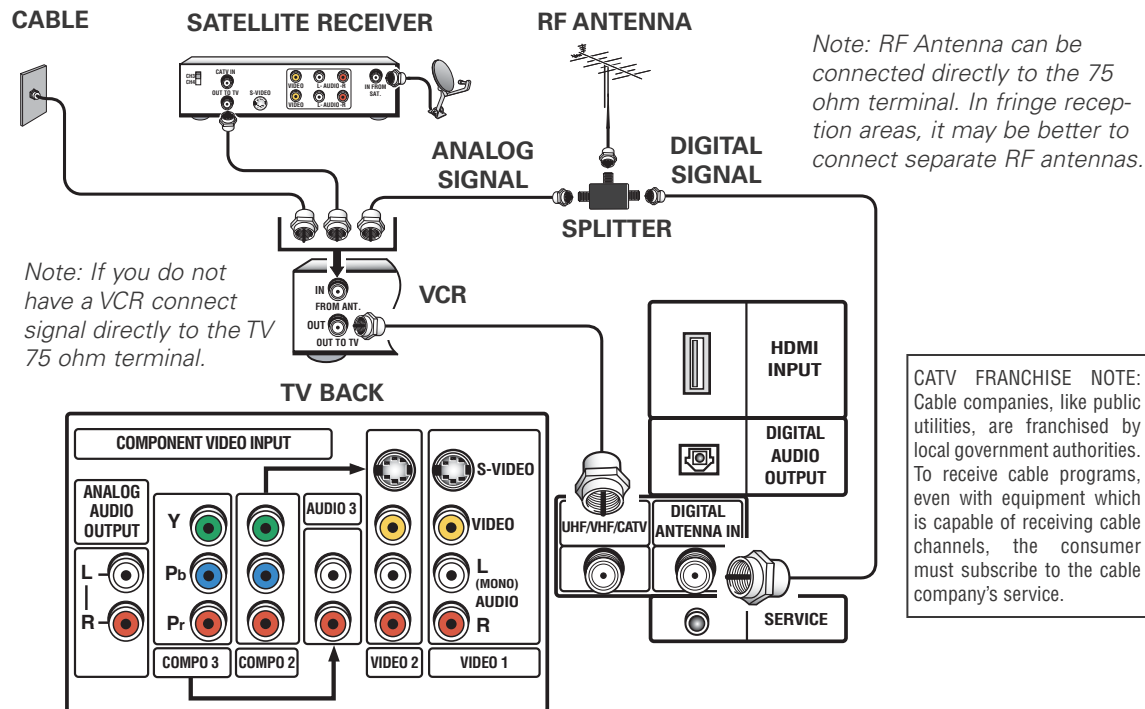 CABLE
SATELLITE RECEIVER
RF ANTENNA
Note: RF Antenna can be
connected directly to the 75
ohm terminal. In fringe recep-
tion areas, it may be better to
connect separate RF antennas.
CH3
CH4
CATV IN
OUT TO TV
S-VIDEO
VIDEO
L- AUDIO -R
VIDEO
L- AUDIO -R
IN FROM
SAT.
ANALOG
SIGNAL
DIGITAL
SIGNAL
SPLITTER
Note: If you do not
have a VCR connect
signal directly to the TV
75 ohm terminal.
IN
FROM ANT.
OUT
OUT TO TV
VCR
TV BACK
HDMI
INPUT
DIGITAL
AUDIO
OUTPUT
CATV FRANCHISE NOTE:
Cable companies, like public
utilities, are franchised by
local government authorities.
To receive cable programs,
even with equipment which
is capable of receiving cable
channels, the consumer
must subscribe to the cable
company's service.
COMPONENT VIDEO INPUT
ANALOG
AUDIO
OUTPUT
L
R
Y
Pb
Pr
AUDIO 3
S-VIDEO
VIDEO
L
(MONO)
AUDIO
R
COMPO 3
COMPO 2
VIDEO 2
VIDEO 1
UHF/VHF/CATV
DIGITAL
ANTENNA IN
SERVICE